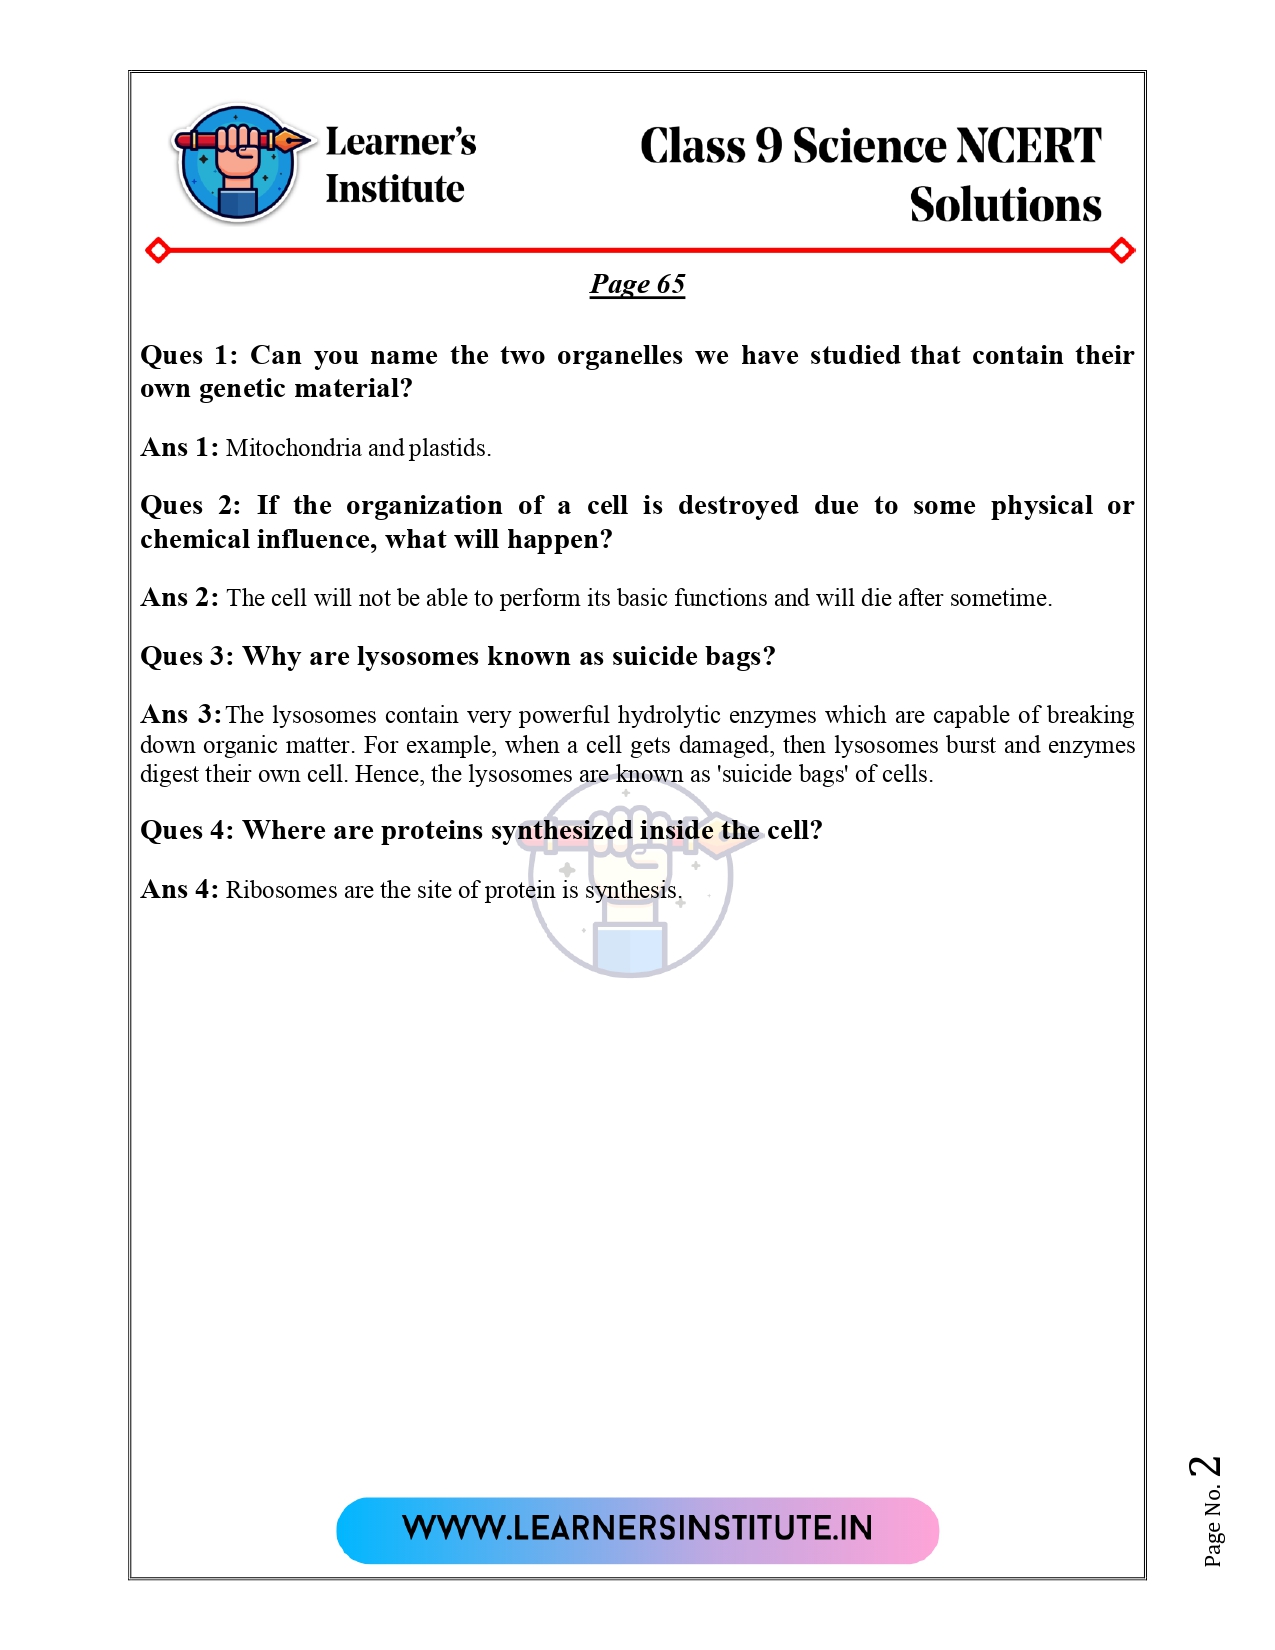 Learner's
Institute
Class 9 Science NCERT
Solutions
Page 65
Ques 1: Can you name the two organelles we have studied that contain their
own genetic material?
Ans 1: Mitochondria and plastids.
Ques 2: If the organization of a cell is destroyed due to some physical or
chemical influence, what will happen?
Ans 2: The cell will not be able to perform its basic functions and will die after sometime.
Ques 3: Why are lysosomes known as suicide bags?
Ans 3: The lysosomes contain very powerful hydrolytic enzymes which are capable of breaking
down organic matter. For example, when a cell gets damaged, then lysosomes burst and enzymes
digest their own cell. Hence, the lysosomes are known as 'suicide bags' of cells.
Ques 4: Where are proteins synthesized inside the cell?
Ans 4: Ribosomes are the site of protein is synthesis.
Page No. 2
WWW.LEARNERSINSTITUTE.IN